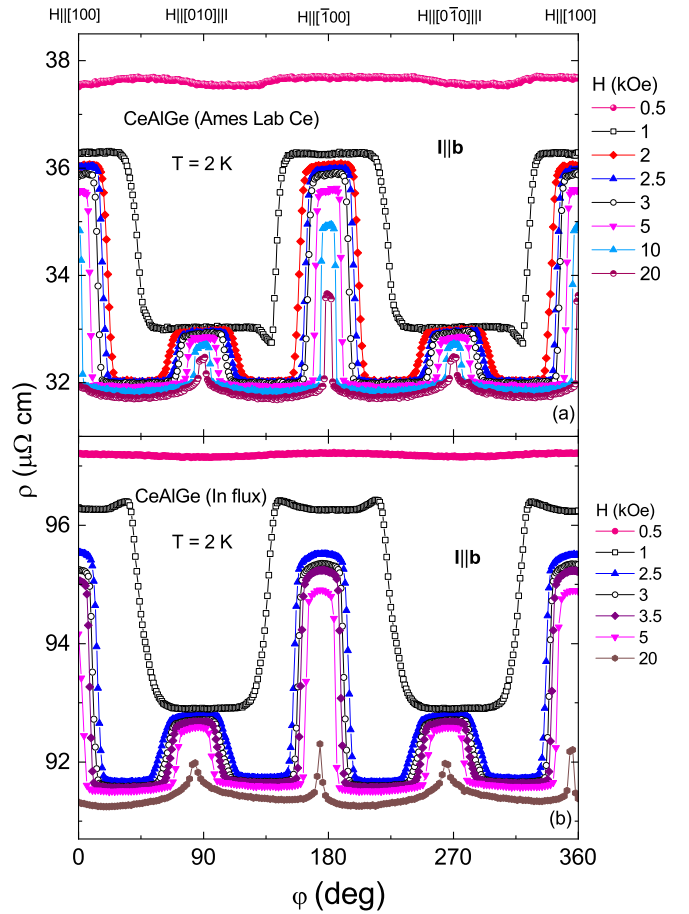 H||[100] H||[010]||I H||[1̅00] H||[01̅0]||I H||[100]
38
36
34
32
CeAlGe (Ames Lab Ce)
T = 2 K
I||b
(a)
H (kOe)
0.5
1
2
2.5
3
5
10
20
ρ (μΩ cm)
96
94
92
CeAlGe (In flux)
T = 2 K
I||b
(b)
H (kOe)
0.5
1
2.5
3
3.5
5
20
0 90 180 270 360
φ (deg)